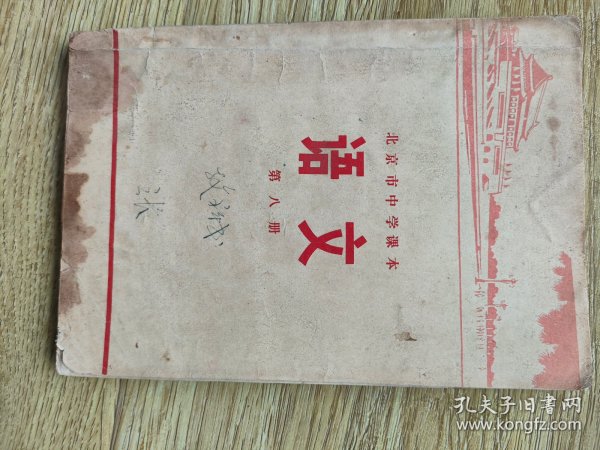 北京市中学课本
语文
第八册
张
孔夫子旧书网
www.kongfz.com